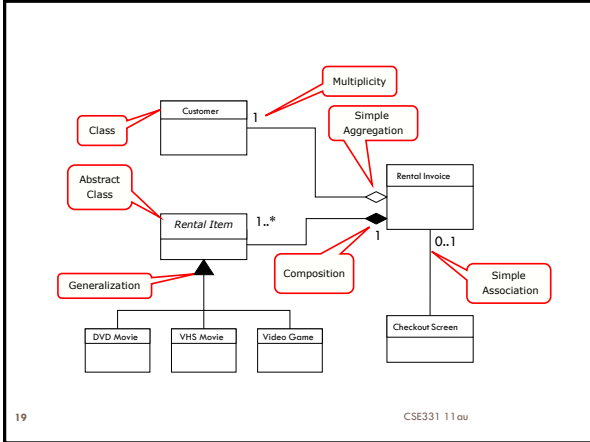 Multiplicity
Customer
1
Simple
Aggregation
Class
Rental Invoice
Abstract
Class
Rental Item
1..*
1
0..1
Composition
Generalization
Simple
Association
DVD Movie
VHS Movie
Video Game
Checkout Screen
19
CSE331 11au